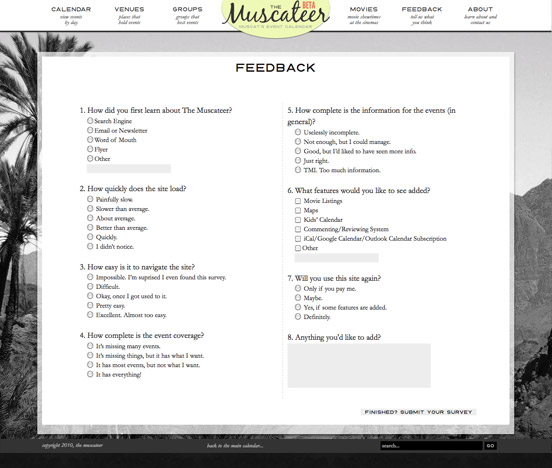 CALENDAR
view events
by day
VENUES
places that
hold events
GROUPS
groups that
host events
THE
Muscateer
BETA
MUSCAT'S EVENT CALENDAR
MOVIES
movie showtimes
at the cinemas
FEEDBACK
tell us what
you think
ABOUT
learn about and
contact us
FEEDBACK
1. How did you first learn about The Muscateer?
Search Engine
Email or Newsletter
Word of Mouth
Flyer
Other
2. How quickly does the site load?
Painfully slow.
Slower than average.
About average.
Better than average.
Quickly.
I didn't notice.
3. How easy is it to navigate the site?
Impossible. I'm suprised I even found this survey.
Difficult.
Okay, once I got used to it.
Pretty easy.
Excellent. Almost too easy.
4. How complete is the event coverage?
It's missing many events.
It's missing things, but it has what I want.
It has most events, but not what I want.
It has everything!
5. How complete is the information for the events (in
general)?
Uselessly incomplete.
Not enough, but I could manage.
Good, but I'd liked to have seen more info.
Just right.
TMI. Too much information.
6. What features would you like to see added?
Movie Listings
Maps
Kids' Calendar
Commenting/Reviewing System
iCal/Google Calendar/Outlook Calendar Subscription
Other
7. Will you use this site again?
Only if you pay me.
Maybe.
Yes, if some features are added.
Definitely.
8. Anything you'd like to add?
FINISHED? SUBMIT YOUR SURVEY
copyright 2010, the muscateer
back to the main calendar...
search...
GO